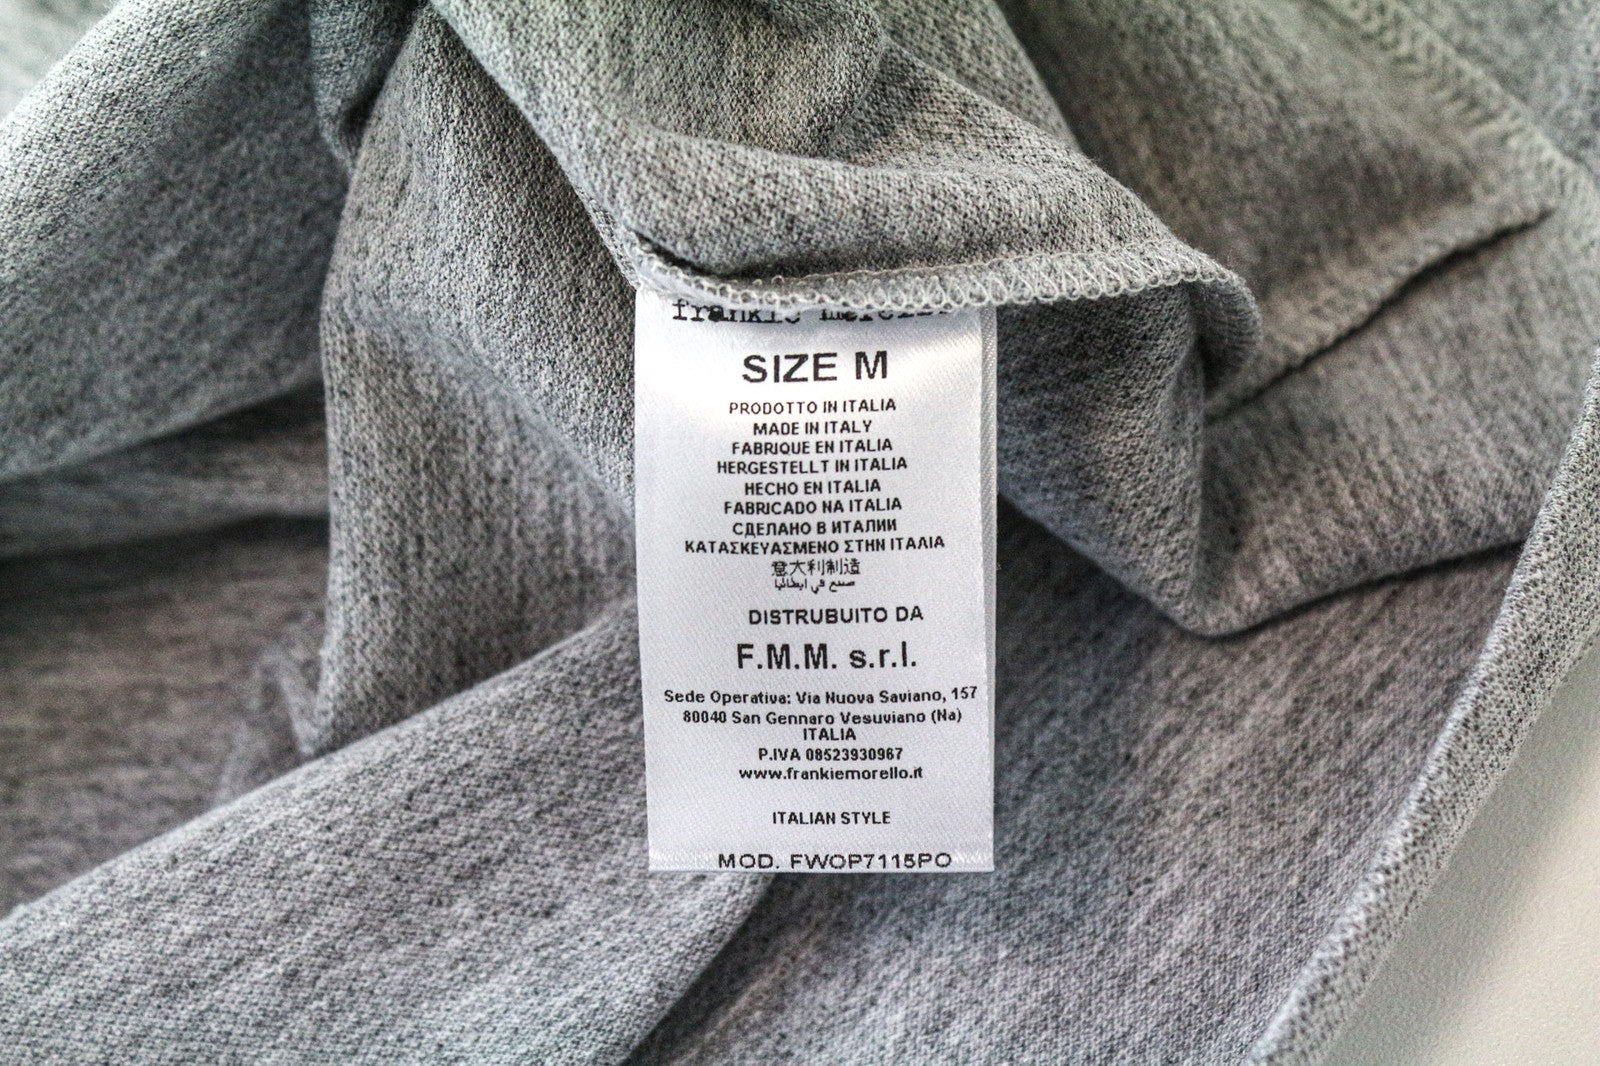 frankie morello
SIZE M
PRODOTTO IN ITALIA
MADE IN ITALY
FABRIQUE EN ITALIA
HERGESTELLT IN ITALIA
HECHO EN ITALIA
FABRICADO NA ITALIA
СДЕЛАНО В ИТАЛИИ
ΚΑΤΑΣΚΕΥΑΣΜΕΝΟ ΣΤΗΝ ΙΤΑΛΙΑ
意大利制造
صنع في ايطاليا
DISTRUBUITO DA
F.M.M. s.r.l.
Sede Operativa: Via Nuova Saviano, 157
80040 San Gennaro Vesuviano (Na)
ITALIA
P.IVA 08523930967
www.frankiemorello.it
ITALIAN STYLE
MOD. FWOP7115PO